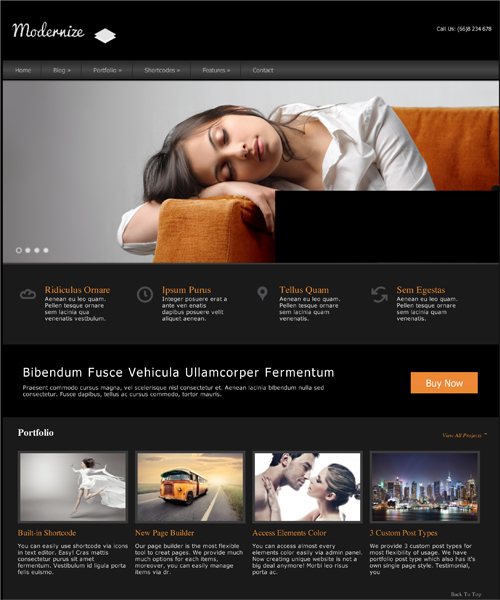 Modernize
Call Us: (66)8 234 678
Home
Blog »
Portfolio »
Shortcodes »
Features »
Contact
Ridiculus Ornare
Aenean eu leo quam.
Pellen tesque ornare
sem lacinia qua
venenatis vestbulum.
Ipsum Purus
Integer posuere erat a
ante ven enatis
dapibus posuere velit
aliquet aenean.
Tellus Quam
Aenean eu leo quam.
Pellen tesque ornare
sem lacinia quam
venenatis.
Sem Egestas
Aenean eu leo quam.
Pellen tesque ornare
sem lacinia quam
venenatis.
Bibendum Fusce Vehicula Ullamcorper Fermentum
Praesent commodo cursus magna, vel scelerisque nisl consectetur et. Aenean lacinia bibendum nulla sed
consectetur. Fusce dapibus, tellus ac cursus commodo, tortor mauris.
Buy Now
Portfolio
View All Projects
Built-in Shortcode
You can easily use shortcode via icons
in text editor. Easy! Cras mattis
consectetur purus sit amet
fermentum. Vestibulum id ligula porta
felis euismo.
New Page Builder
Our page builder is the most flexible
tool to creat pages. We provide much
much options for each items,
moreover, you can easily manage
items via dr.
Access Elements Color
You can access almost every
elements color easily via admin panel.
Now creating unique website is not a
big deal anymore! Morbi leo risus
porta ac.
3 Custom Post Types
We provide 3 custom post types for
most flexibility of usage. We have
portfolio post type which also has it's
own single page style. Testimonial,
you
Back To Top